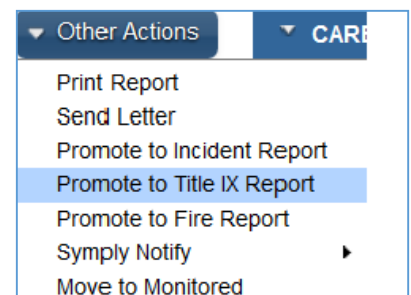 Other Actions CARE
Print Report
Send Letter
Promote to Incident Report
Promote to Title IX Report
Promote to Fire Report
Symply Notify
Move to Monitored